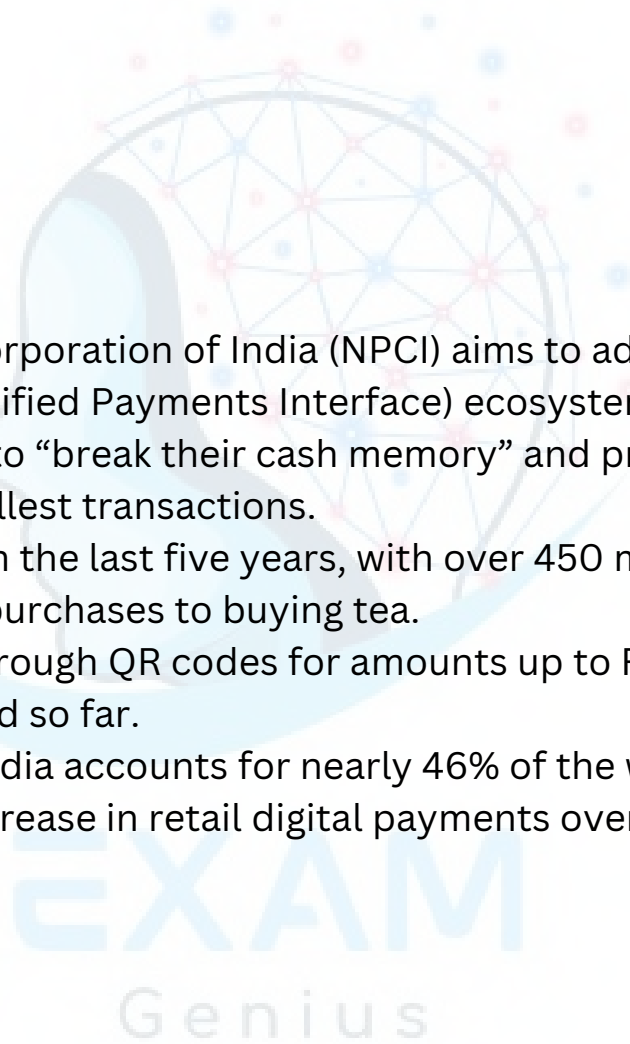 orporation of India (NPCI) aims to ad
ified Payments Interface) ecosyste
to “break their cash memory” and p
llest transactions.
n the last five years, with over 450
purchases to buying tea.
rough QR codes for amounts up to
d so far.
dia accounts for nearly 46% of the
rease in retail digital payments over
EXAM
Genius